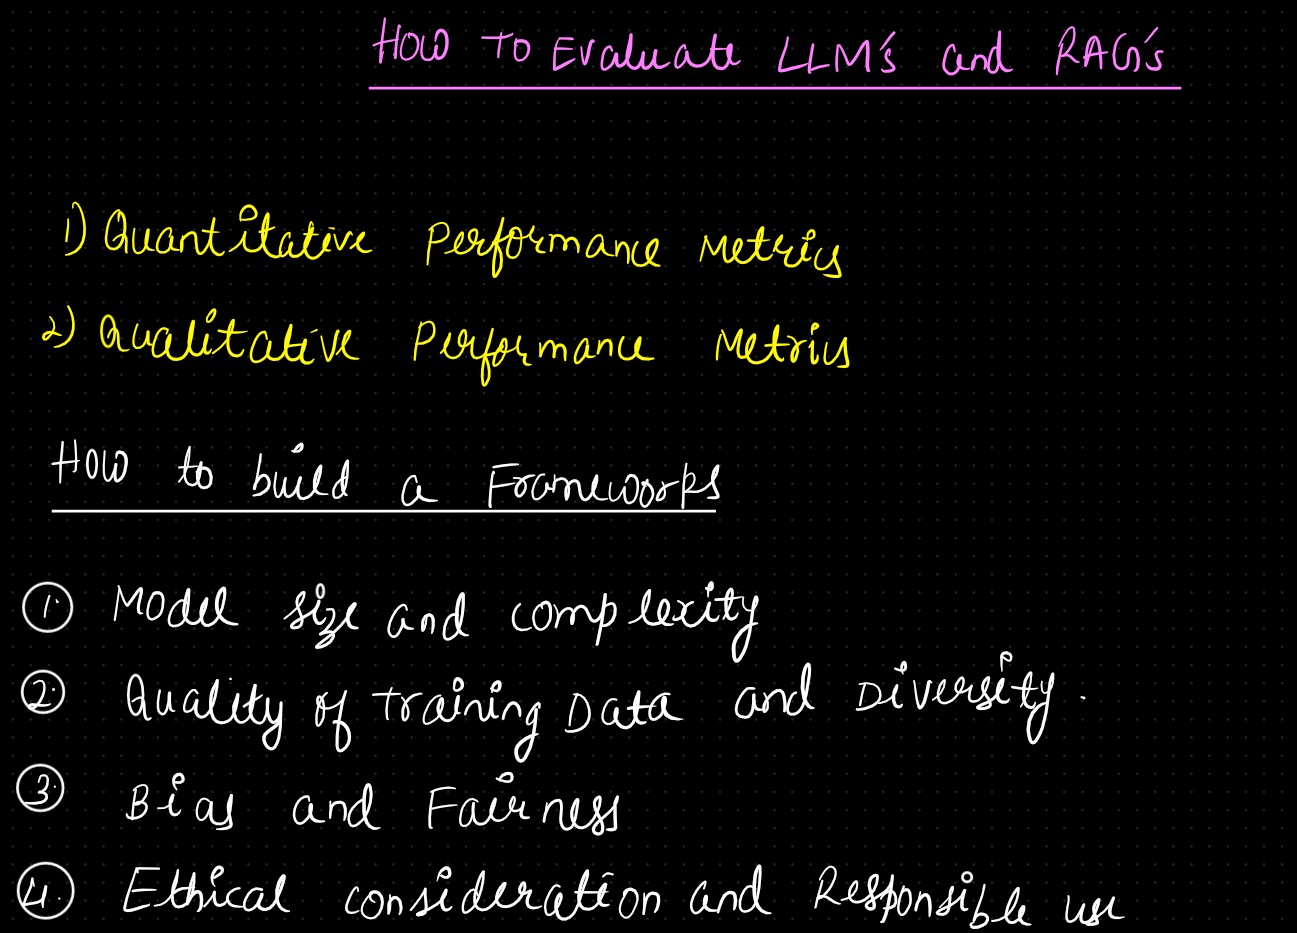 How To Evaluate LLM's and RAG's
1) Quantitative Performance Metrics
2) Qualitative Performance Metrics
How to build a Frameworks
1. Model size and complexity
2. Quality of Training Data and Diversity.
3. Bias and Fairness
4. Ethical consideration and Responsible use